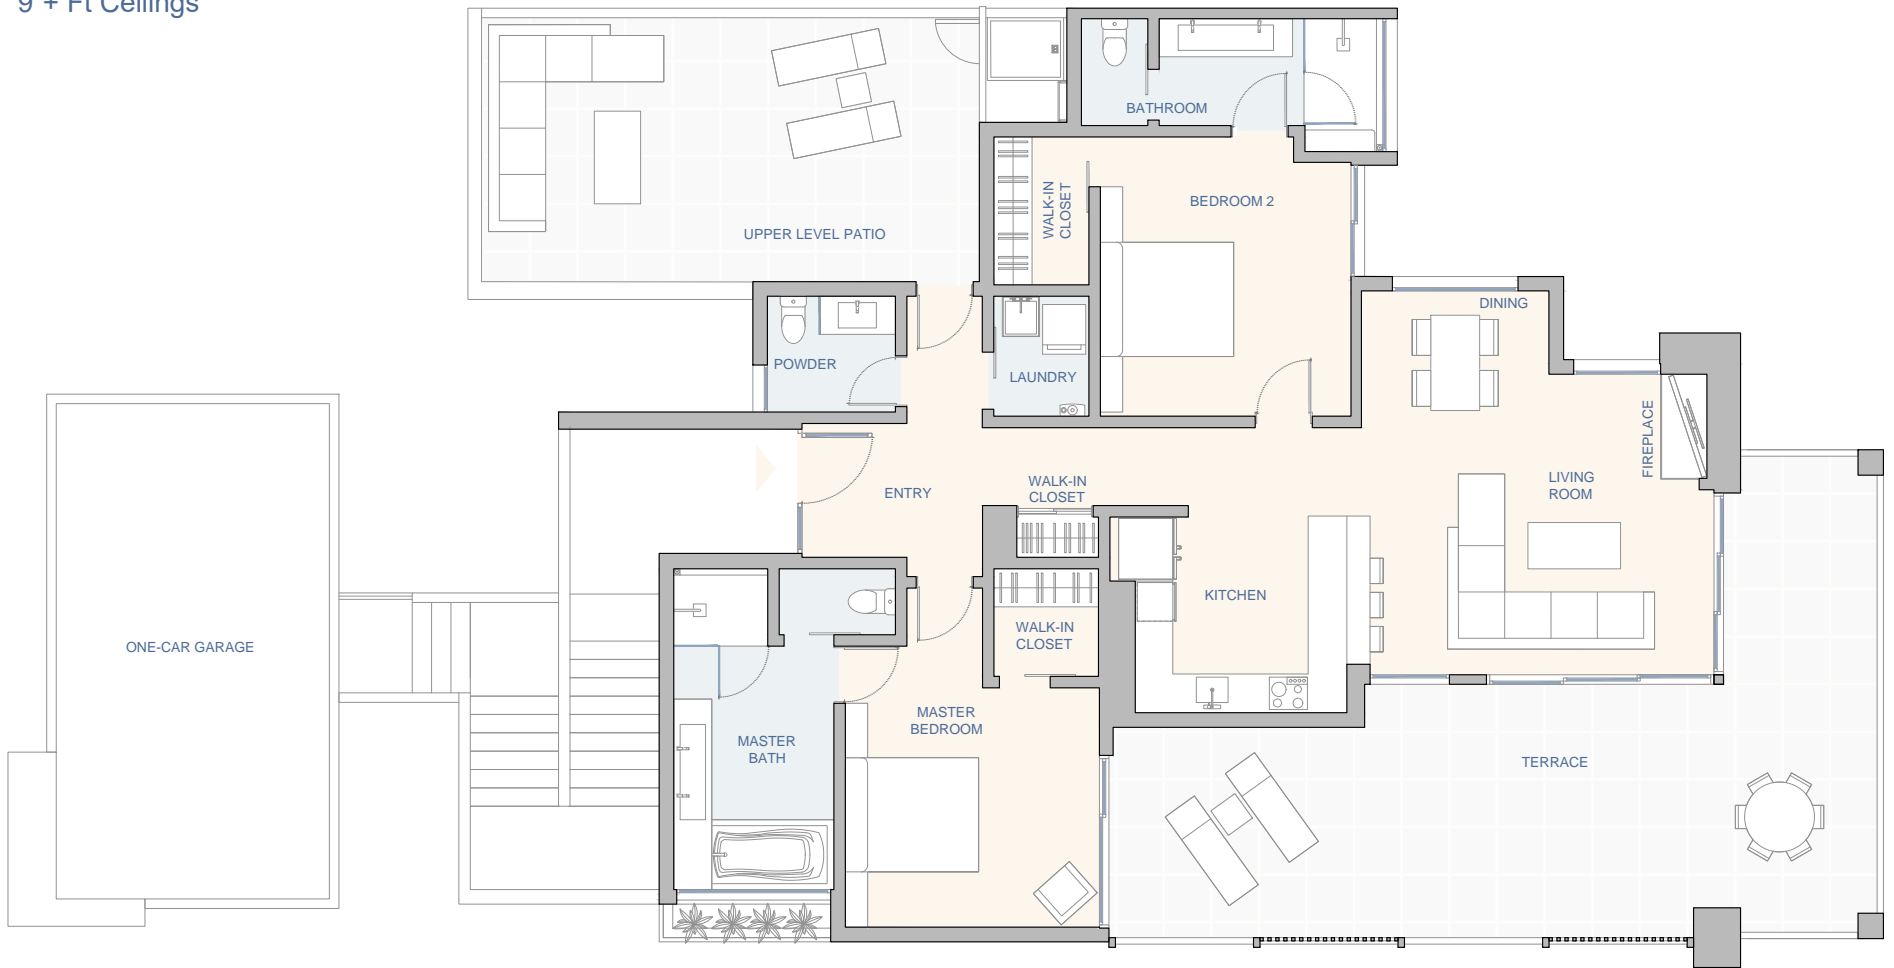 9'+ Ft Ceilings
BATHROOM
WALK-IN
CLOSET
BEDROOM 2
UPPER LEVEL PATIO
DINING
POWDER
LAUNDRY
FIREPLACE
LIVING
ROOM
ENTRY
WALK-IN
CLOSET
KITCHEN
WALK-IN
CLOSET
ONE-CAR GARAGE
MASTER
BEDROOM
MASTER
BATH
TERRACE